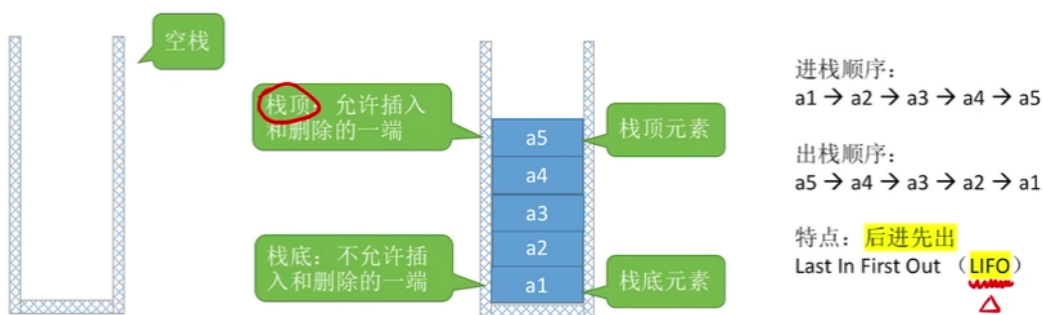 空栈
栈顶：允许插入
和删除的一端
栈底：不允许插
入和删除的一端
a5
a4
a3
a2
a1
栈顶元素
栈底元素
进栈顺序：
a1 → a2 → a3 → a4 → a5
出栈顺序：
a5 → a4 → a3 → a2 → a1
特点：后进先出
Last In First Out （LIFO）